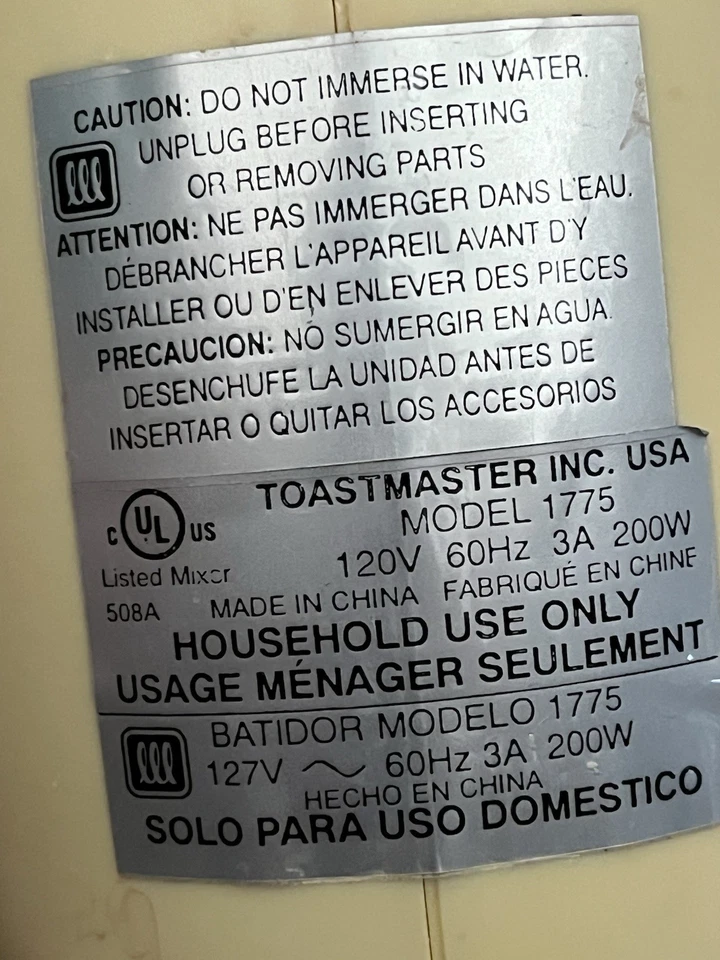 CAUTION: DO NOT IMMERSE IN WATER.
UNPLUG BEFORE INSERTING
OR REMOVING PARTS
ATTENTION: NE PAS IMMERGER DANS L'EAU.
DÉBRANCHER L'APPAREIL AVANT D'Y
INSTALLER OU D'EN ENLEVER DES PIECES
PRECAUCION: NO SUMERGIR EN AGUA.
DESENCHUFE LA UNIDAD ANTES DE
INSERTAR O QUITAR LOS ACCESORIOS
TOASTMASTER INC. USA
MODEL 1775
C UL US
120V 60Hz 3A 200W
Listed Mixer
508A MADE IN CHINA FABRIQUÉ EN CHINE
HOUSEHOLD USE ONLY
USAGE MÉNAGER SEULEMENT
BATIDOR MODELO 1775
127V ~ 60Hz 3A 200W
HECHO EN CHINA
SOLO PARA USO DOMESTICO